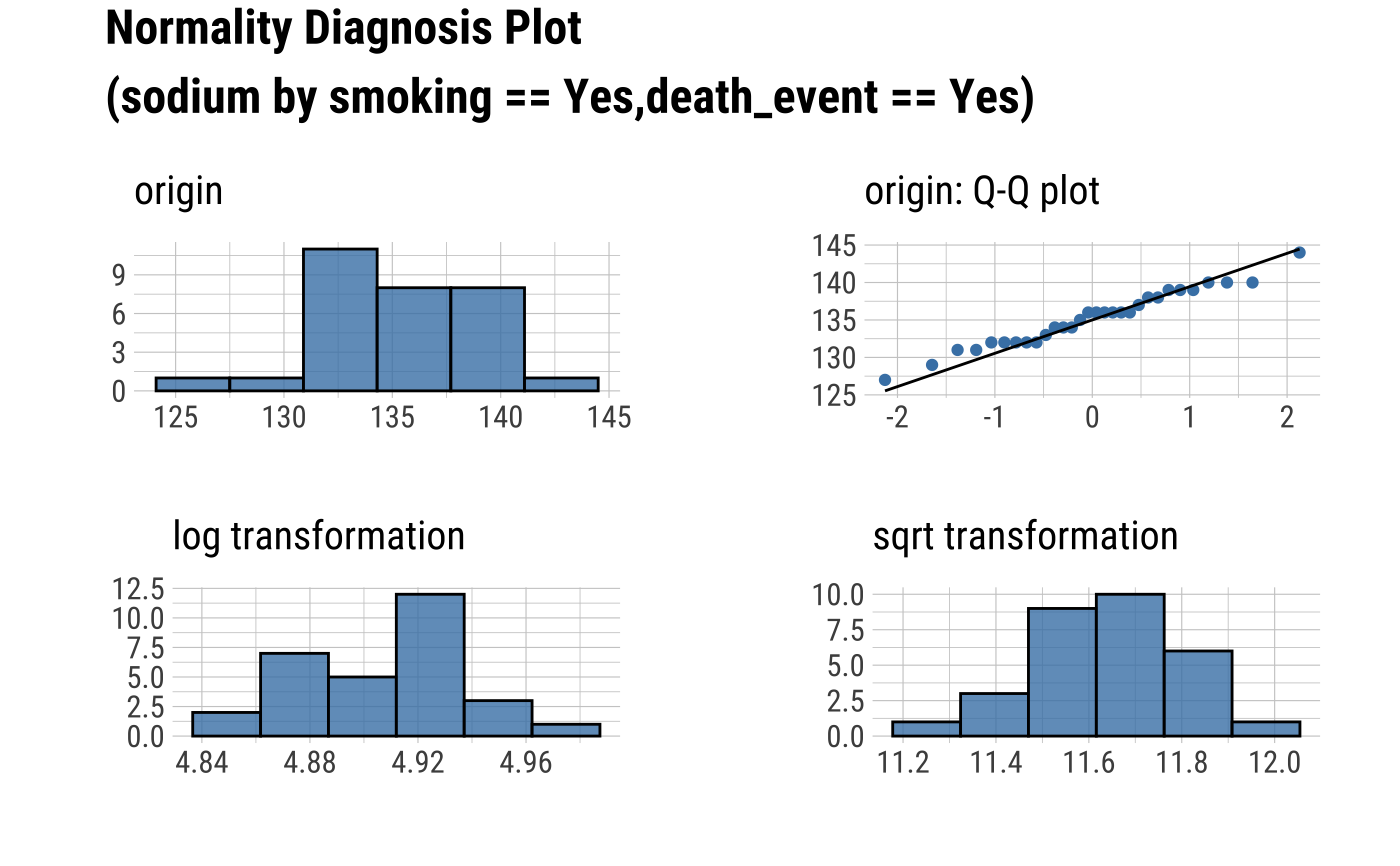 Normality Diagnosis Plot
(sodium by smoking == Yes,death_event == Yes)
origin
9
6
3
0
125 130 135 140 145
origin: Q-Q plot
145
140
135
130
125
-2 -1 0 1 2
log transformation
12.5
10.0
7.5
5.0
2.5
0.0
4.84 4.88 4.92 4.96
sqrt transformation
10.0
7.5
5.0
2.5
0.0
11.2 11.4 11.6 11.8 12.0